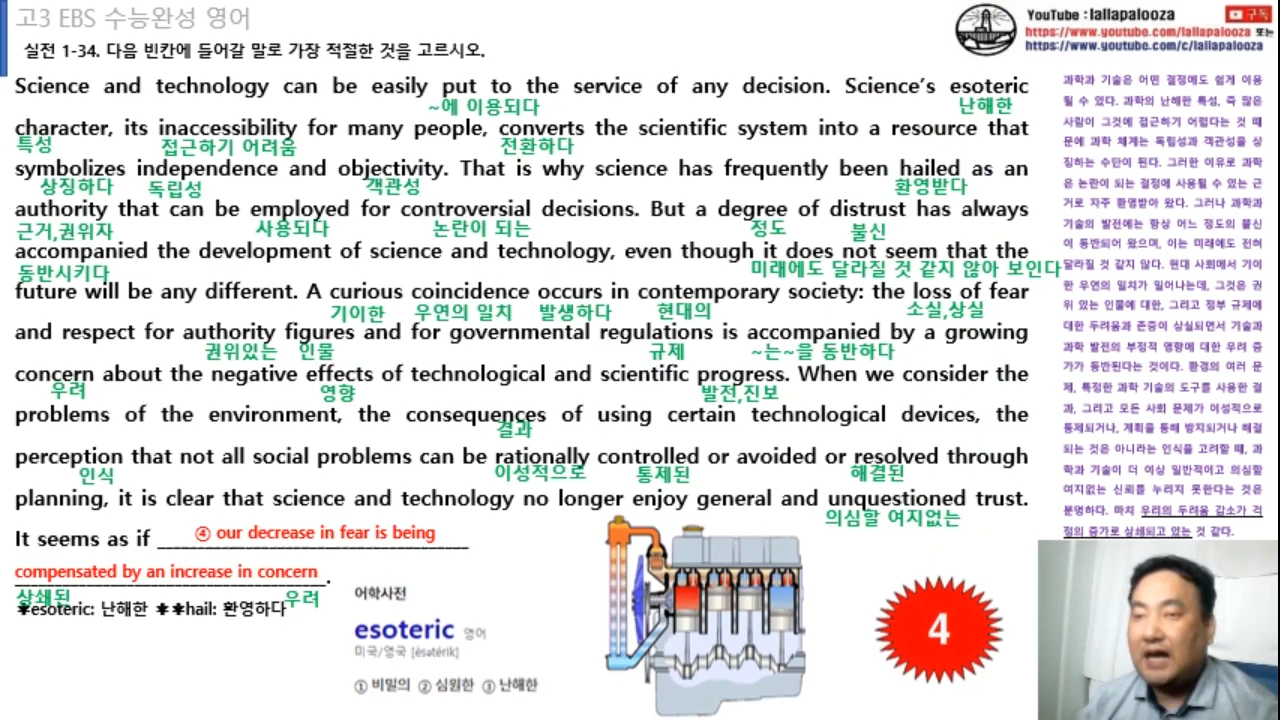 고3 EBS 수능완성 영어
YouTube : lallapalooza
구독
https://www.youtube.com/lallapalooza 또는
https://www.youtube.com/c/lallapalooza
실전 1-34. 다음 빈칸에 들어갈 말로 가장 적절한 것을 고르시오.
Science and technology can be easily put to the service of any decision. Science's esoteric
~에 이용되다 난해한
character, its inaccessibility for many people, converts the scientific system into a resource that
특성 접근하기 어려움 전환하다
symbolizes independence and objectivity. That is why science has frequently been hailed as an
상징하다 독립성 객관성 환영받다
authority that can be employed for controversial decisions. But a degree of distrust has always
근거,권위자 사용되다 논란이 되는 정도 불신
accompanied the development of science and technology, even though it does not seem that the
동반시키다 미래에도 달라질 것 같지 않아 보인다
future will be any different. A curious coincidence occurs in contemporary society: the loss of fear
기이한 우연의 일치 발생하다 현대의 소실,상실
and respect for authority figures and for governmental regulations is accompanied by a growing
권위있는 인물 규제 ~는~을 동반하다
concern about the negative effects of technological and scientific progress. When we consider the
우려 영향 발전,진보
problems of the environment, the consequences of using certain technological devices, the
결과
perception that not all social problems can be rationally controlled or avoided or resolved through
인식 이성적으로 통제된 해결된
planning, it is clear that science and technology no longer enjoy general and unquestioned trust.
의심할 여지없는
It seems as if ④ our decrease in fear is being
compensated by an increase in concern.
상쇄된 우려
*esoteric: 난해한 **hail: 환영하다
어학사전
esoteric 영어
미국/영국 [èsətérik]
① 비밀의 ② 심원한 ③ 난해한
4
과학과 기술은 어떤 결정에도 쉽게 이용
될 수 있다. 과학의 난해한 특성, 즉 많은
사람이 그것에 접근하기 어렵다는 것 때
문에 과학 체계는 독립성과 객관성을 상
징하는 수단이 된다. 그러한 이유로 과학
은 논란이 되는 결정에 사용될 수 있는 근
거로 자주 환영받아 왔다. 그러나 과학과
기술의 발전에는 항상 어느 정도의 불신
이 동반되어 왔으며, 이는 미래에도 전혀
달라질 것 같지 않다. 현대 사회에서 기이
한 우연의 일치가 일어나는데, 그것은 권
위 있는 인물에 대한, 그리고 정부 규제에
대한 두려움과 존중이 상실되면서 기술과
과학 발전의 부정적 영향에 대한 우려 증
가가 동반된다는 것이다. 환경의 여러 문
제, 특정한 과학 기술의 도구를 사용한 결
과, 그리고 모든 사회 문제가 이성적으로
통제되거나, 계획을 통해 방지되거나 해결
되는 것은 아니라는 인식을 고려할 때, 과
학과 기술이 더 이상 일반적이고 의심할
여지없는 신뢰를 누리지 못한다는 것은
분명하다. 마치 우리의 두려움 감소가 걱
정의 증가로 상쇄되고 있는 것 같다.